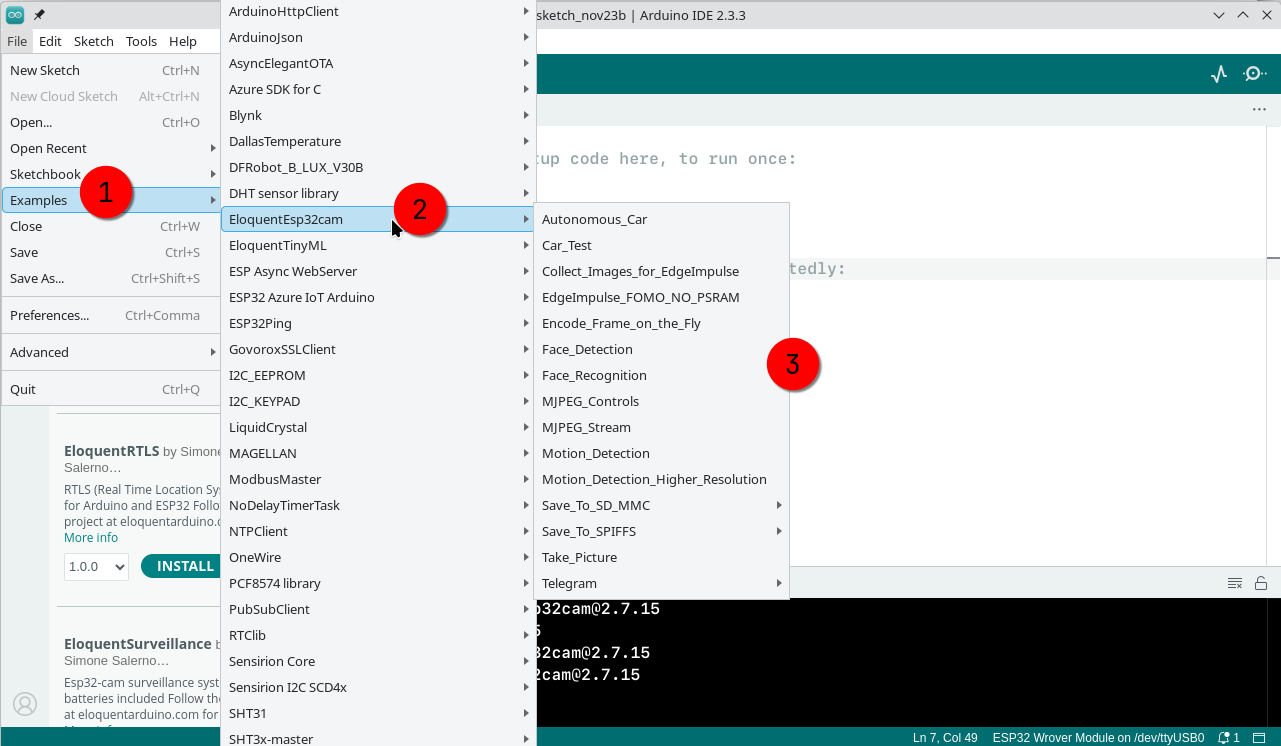 sketch_nov23b | Arduino IDE 2.3.3
File Edit Sketch Tools Help
New Sketch Ctrl+N
New Cloud Sketch Alt+Ctrl+N
Open... Ctrl+O
Open Recent
Sketchbook
Examples
Close Ctrl+W
Save Ctrl+S
Save As... Ctrl+Shift+S
Preferences... Ctrl+Comma
Advanced
Quit Ctrl+Q
1
ArduinoHttpClient
ArduinoJson
AsyncElegantOTA
Azure SDK for C
Blynk
DallasTemperature
DFRobot_B_LUX_V30B
DHT sensor library
EloquentEsp32cam
EloquentTinyML
ESP Async WebServer
ESP32 Azure IoT Arduino
ESP32Ping
GovoroxSSLClient
I2C_EEPROM
I2C_KEYPAD
LiquidCrystal
MAGELLAN
ModbusMaster
NoDelayTimerTask
NTPClient
OneWire
PCF8574 library
PubSubClient
RTClib
Sensirion Core
Sensirion I2C SCD4x
SHT31
SHT3x-master
2
Autonomous_Car
Car_Test
Collect_Images_for_EdgeImpulse
EdgeImpulse_FOMO_NO_PSRAM
Encode_Frame_on_the_Fly
Face_Detection
Face_Recognition
MJPEG_Controls
MJPEG_Stream
Motion_Detection
Motion_Detection_Higher_Resolution
Save_To_SD_MMC
Save_To_SPIFFS
Take_Picture
Telegram
3
tup code here, to run once:
tedly:
EloquentRTLS by Simone
Salerno…
RTLS (Real Time Location Sy
for Arduino and ESP32 Follo
project at eloquentarduino.c
More info
1.0.0 INSTALL
EloquentSurveillance
Simone Salerno…
Esp32-cam surveillance syst
batteries included Follow the
at eloquentarduino.com for
p32cam@2.7.15
5
32cam@2.7.15
2cam@2.7.15
Ln 7, Col 49 ESP32 Wrover Module on /dev/ttyUSB0 1